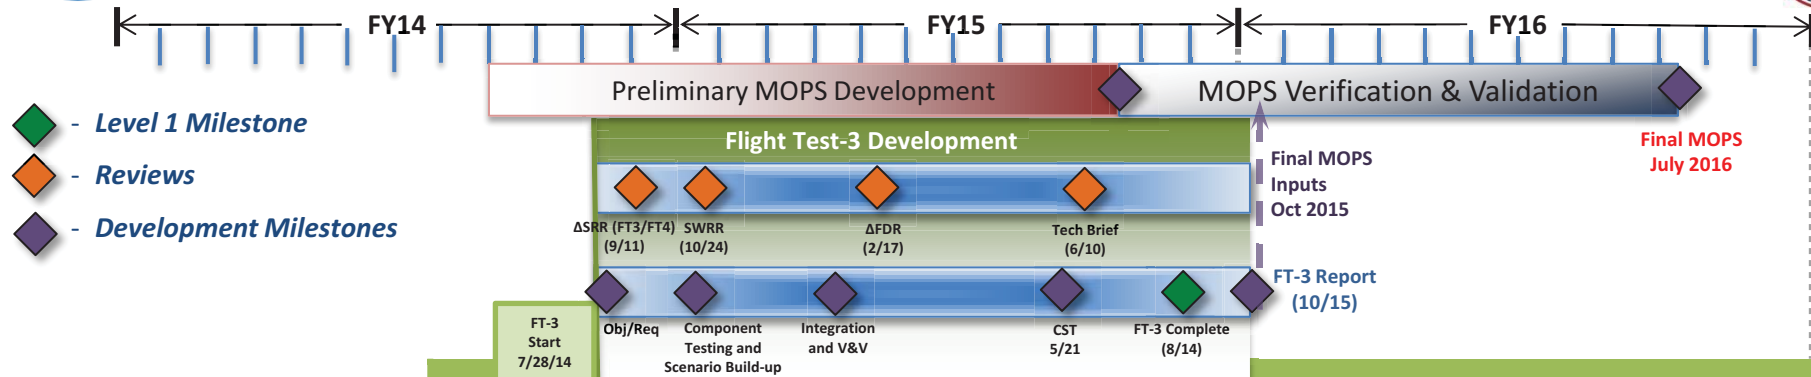 FY14
FY15
FY16
Preliminary MOPS Development
MOPS Verification & Validation
- Level 1 Milestone
- Reviews
- Development Milestones
Flight Test-3 Development
Final MOPS
Inputs
Oct 2015
Final MOPS
July 2016
ΔSRR (FT3/FT4)
(9/11)
SWRR
(10/24)
ΔFDR
(2/17)
Tech Brief
(6/10)
FT-3 Report
(10/15)
FT-3
Start
7/28/14
Obj/Req
Component
Testing and
Scenario Build-up
Integration
and V&V
CST
5/21
FT-3 Complete
(8/14)